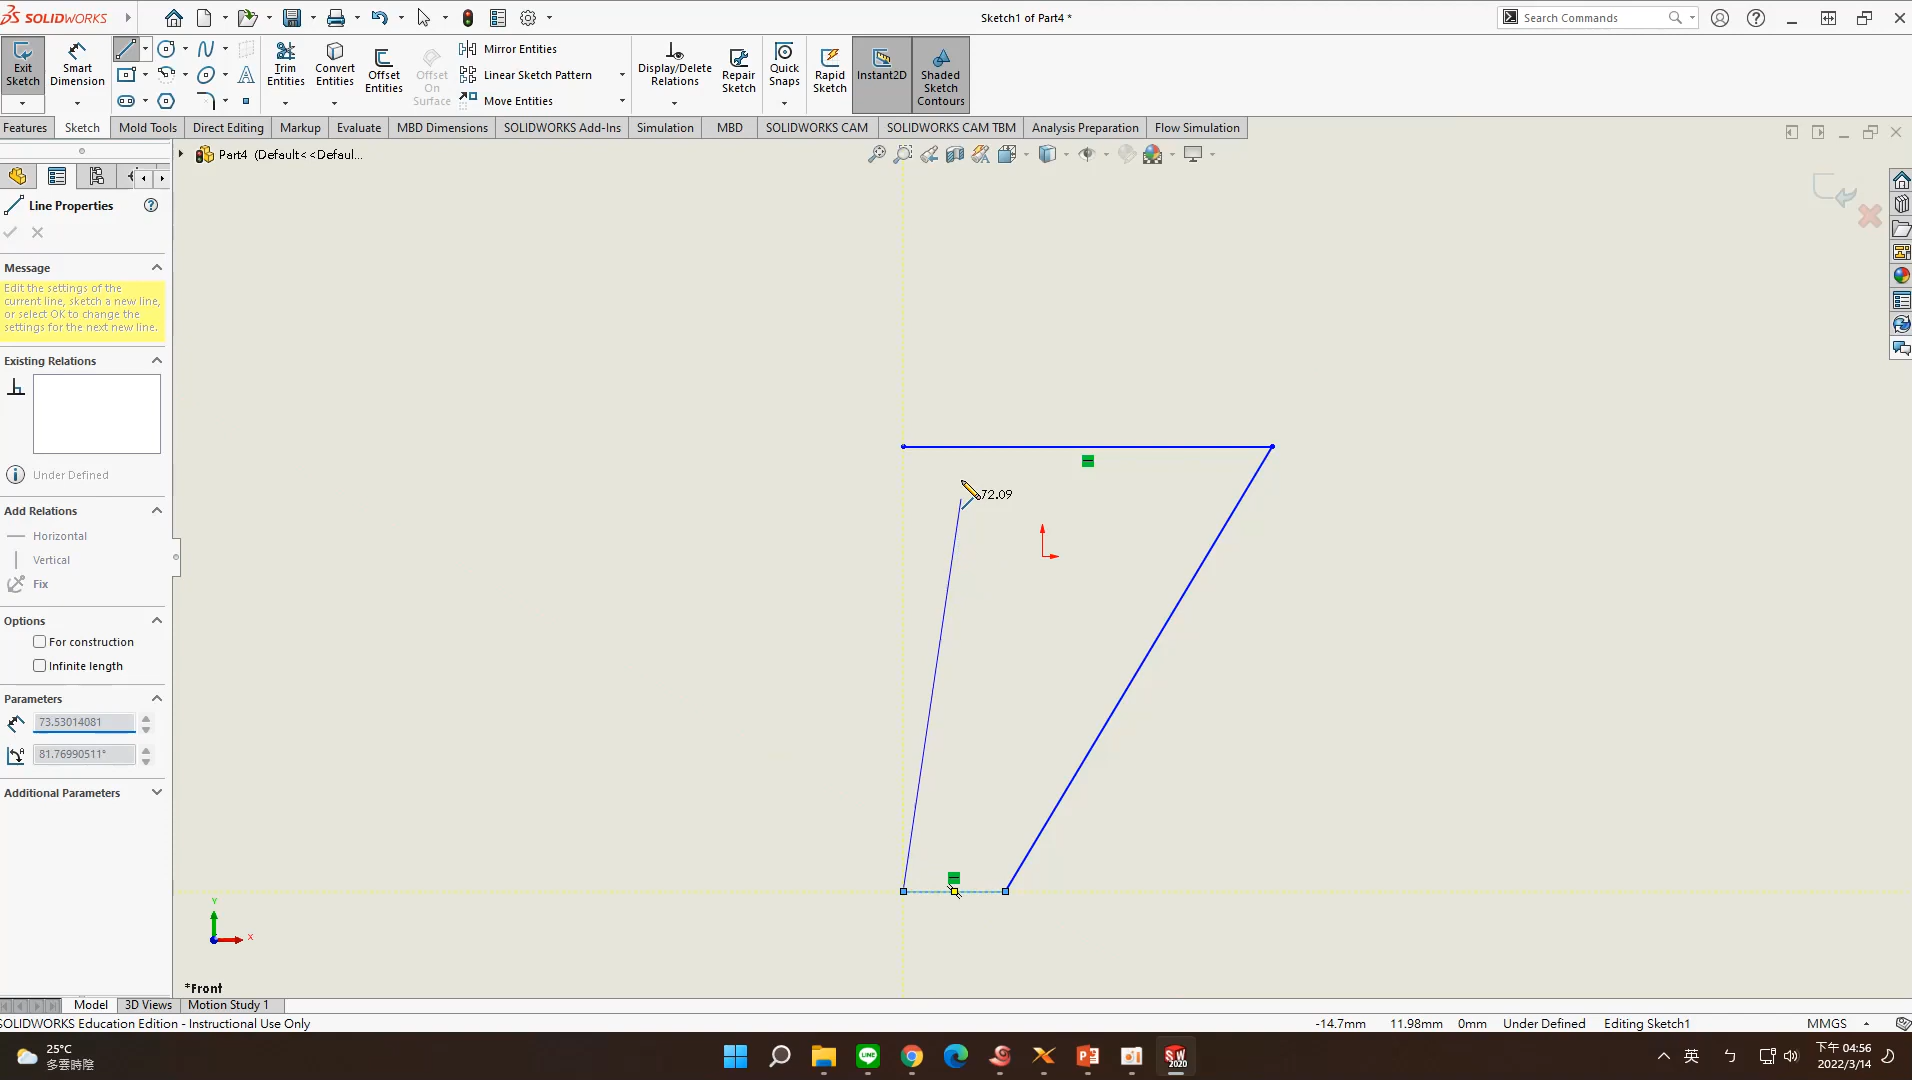 SOLIDWORKS
Sketch1 of Part4 *
Search Commands
Exit Sketch
Smart Dimension
Trim Entities
Convert Entities
Offset Entities
Offset On Surface
Mirror Entities
Linear Sketch Pattern
Move Entities
Display/Delete Relations
Repair Sketch
Quick Snaps
Rapid Sketch
Instant2D
Shaded Sketch Contours
Features
Sketch
Mold Tools
Direct Editing
Markup
Evaluate
MBD Dimensions
SOLIDWORKS Add-Ins
Simulation
MBD
SOLIDWORKS CAM
SOLIDWORKS CAM TBM
Analysis Preparation
Flow Simulation
Part4 (Default<<Defaul...
Line Properties
Message
Edit the settings of the
current line, sketch a new line,
or select OK to change the
settings for the next new line.
Existing Relations
Under Defined
Add Relations
Horizontal
Vertical
Fix
Options
For construction
Infinite length
Parameters
73.53014081
81.76990511°
Additional Parameters
72.09
Y
X
*Front
Model
3D Views
Motion Study 1
SOLIDWORKS Education Edition - Instructional Use Only
-14.7mm
11.98mm
0mm
Under Defined
Editing Sketch1
MMGS
25°C
多雲時陰
英
ㄅ
下午 04:56
2022/3/14